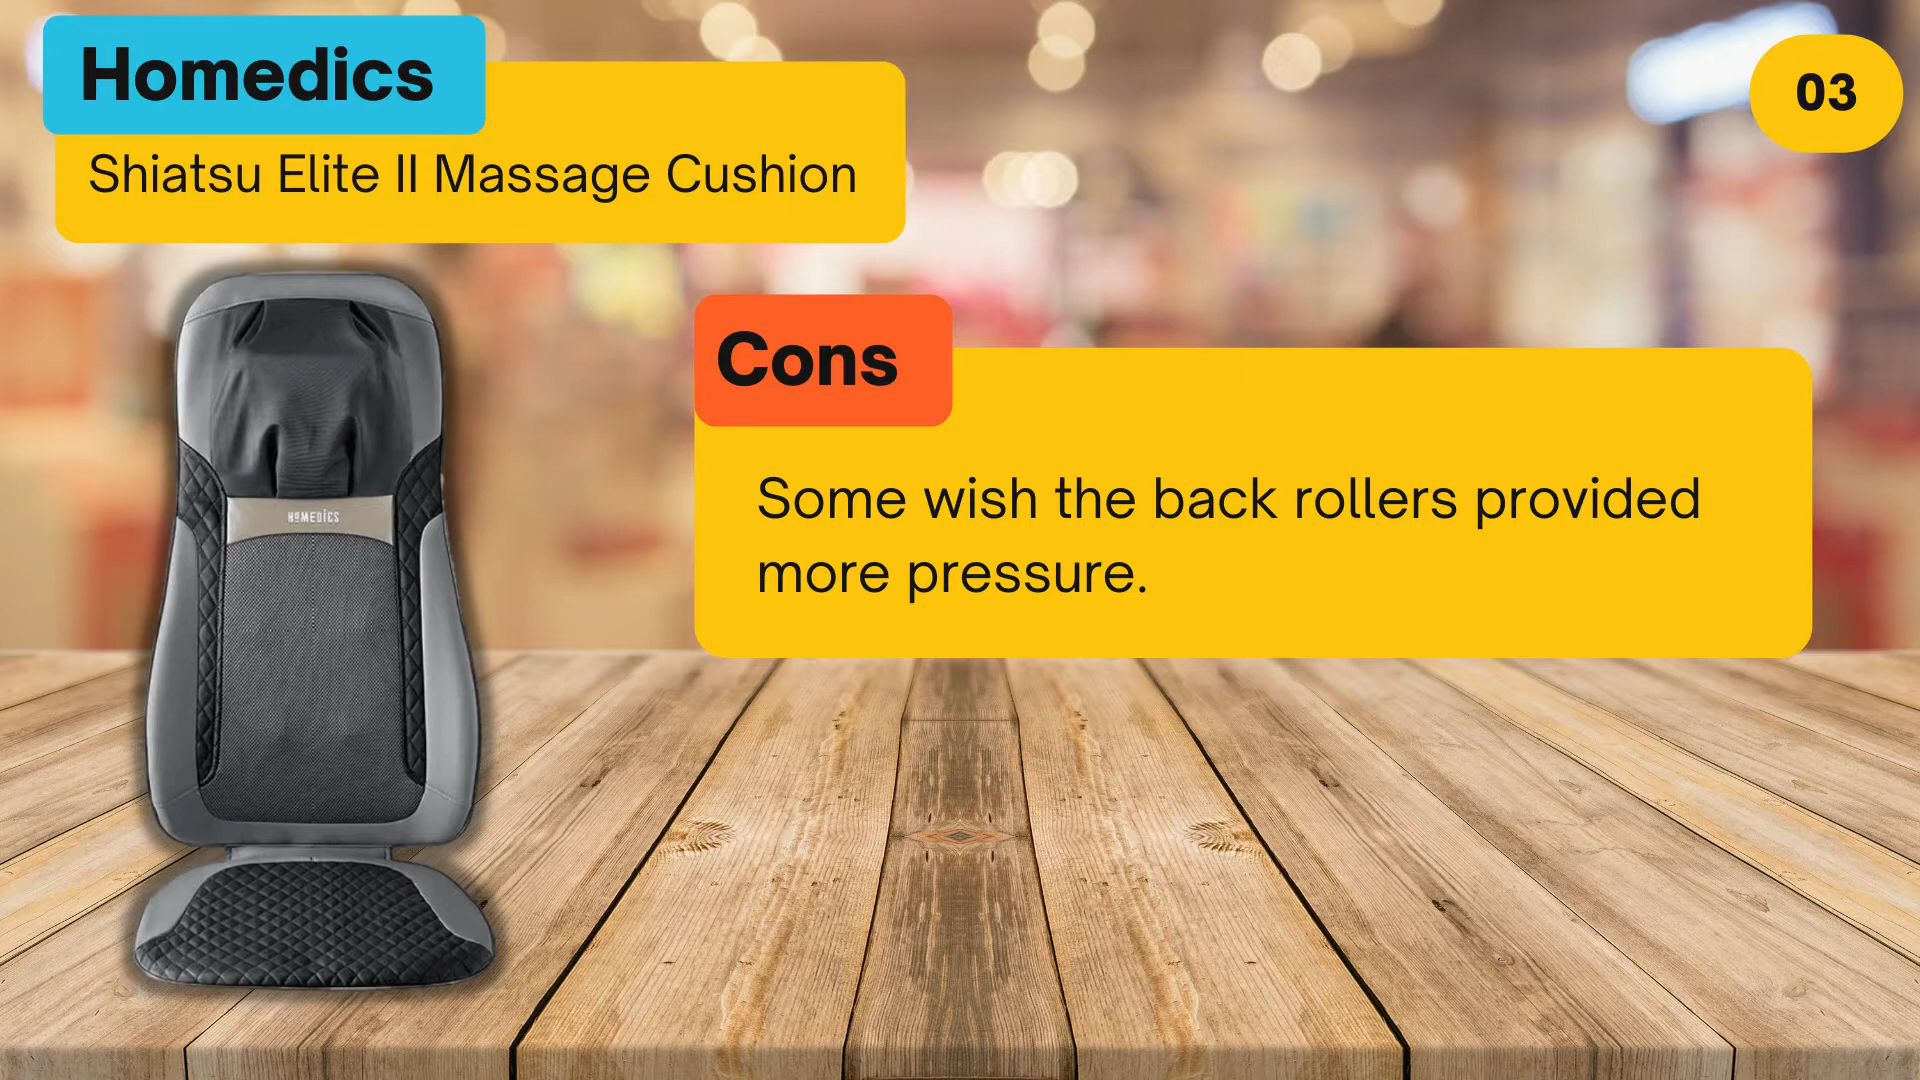 Homedics
Shiatsu Elite II Massage Cushion
03
Cons
Some wish the back rollers provided
more pressure.
HOMEDICS